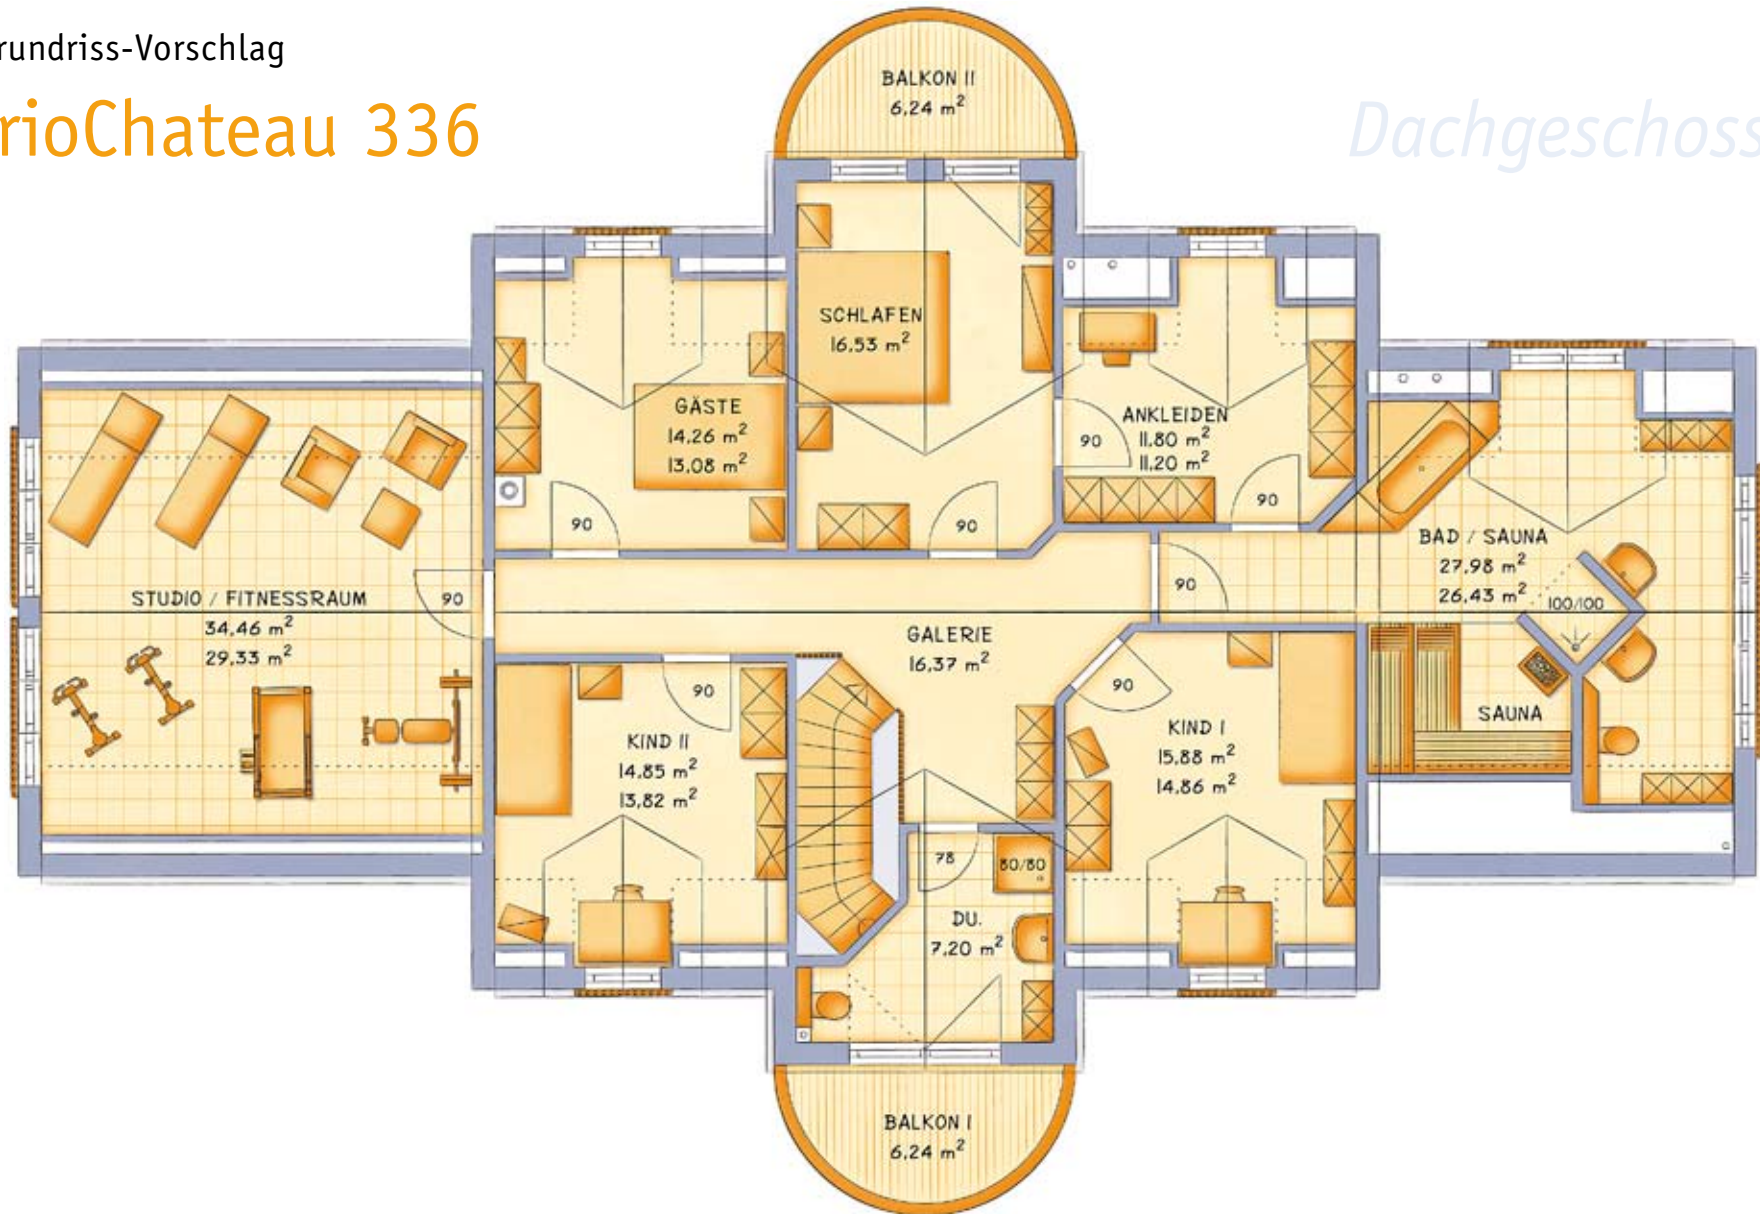 rundriss-Vorschlag
rioChateau 336
Dachgeschoss
BALKON II
6,24 m²
SCHLAFEN
16,53 m²
90
GÄSTE
14,26 m²
13,08 m²
90
ANKLEIDEN
11,80 m²
11,20 m²
90
90
BAD / SAUNA
27,98 m²
26,43 m²
100/100
90
SAUNA
STUDIO / FITNESSRAUM
34,46 m²
29,33 m²
90
GALERIE
16,37 m²
KIND II
14,85 m²
13,82 m²
90
KIND I
15,88 m²
14,86 m²
90
78
80/80
DU.
7,20 m²
BALKON I
6,24 m²